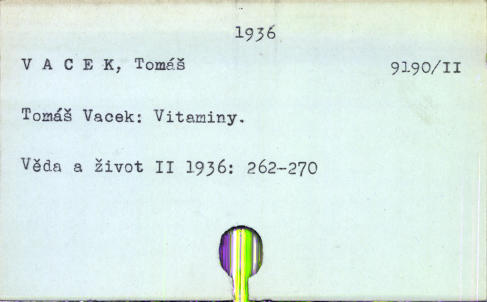 1936
V A C E K, Tomáš 9190/II
Tomáš Vacek: Vitaminy.
Věda a život II 1936: 262-270